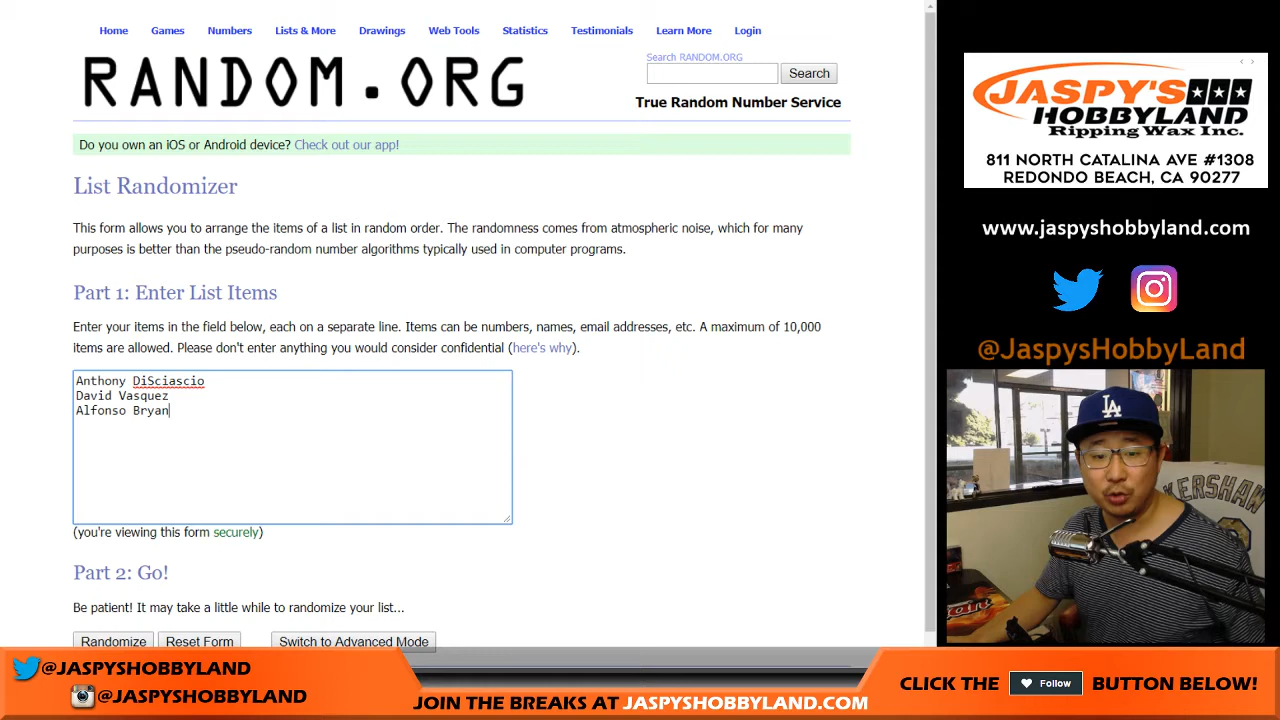 Home Games Numbers Lists & More Drawings Web Tools Statistics Testimonials Learn More Login
RANDOM.ORG
Search RANDOM.ORG
Search
True Random Number Service
Do you own an iOS or Android device? Check out our app!
List Randomizer
This form allows you to arrange the items of a list in random order. The randomness comes from atmospheric noise, which for many
purposes is better than the pseudo-random number algorithms typically used in computer programs.
Part 1: Enter List Items
Enter your items in the field below, each on a separate line. Items can be numbers, names, email addresses, etc. A maximum of 10,000
items are allowed. Please don't enter anything you would consider confidential (here's why).
Anthony DiSciascio
David Vasquez
Alfonso Bryan
(you're viewing this form securely)
Part 2: Go!
Be patient! It may take a little while to randomize your list...
Randomize Reset Form Switch to Advanced Mode
JASPY'S
HOBBYLAND
Ripping Wax Inc.
811 NORTH CATALINA AVE #1308
REDONDO BEACH, CA 90277
www.jaspyshobbyland.com
@JaspysHobbyLand
LA
KERSHAW
@JASPYSHOBBYLAND
@JASPYSHOBBYLAND
JOIN THE BREAKS AT JASPYSHOBBYLAND.COM
CLICK THE Follow BUTTON BELOW!